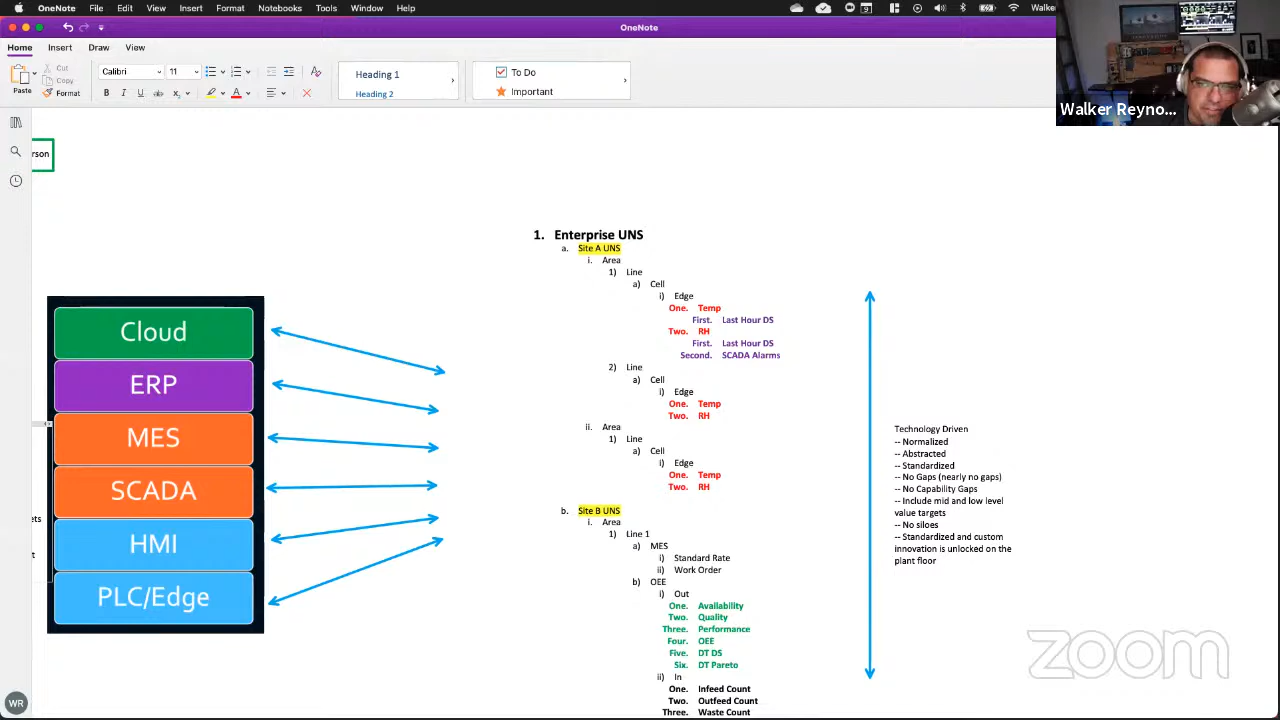 OneNote File Edit View Insert Format Notebooks Tools Window Help Walke
OneNote
Home Insert Draw View
Paste
Cut
Copy
Format
Calibri 11
B I U ab x
A
Heading 1
Heading 2
To Do
Important
Walker Reyno...
rson
1. Enterprise UNS
a. Site A UNS
i. Area
1) Line
a) Cell
i) Edge
One. Temp
First. Last Hour DS
Two. RH
First. Last Hour DS
Second. SCADA Alarms
2) Line
a) Cell
i) Edge
One. Temp
Two. RH
ii. Area
1) Line
a) Cell
i) Edge
One. Temp
Two. RH
b. Site B UNS
i. Area
1) Line 1
a) MES
i) Standard Rate
ii) Work Order
b) OEE
i) Out
One. Availability
Two. Quality
Three. Performance
Four. OEE
Five. DT DS
Six. DT Pareto
ii) In
One. Infeed Count
Two. Outfeed Count
Three. Waste Count
Cloud
ERP
MES
SCADA
HMI
PLC/Edge
ets
t
Technology Driven
-- Normalized
-- Abstracted
-- Standardized
-- No Gaps (nearly no gaps)
-- No Capability Gaps
-- Include mid and low level
value targets
-- No siloes
-- Standardized and custom
innovation is unlocked on the
plant floor
zoom
WR